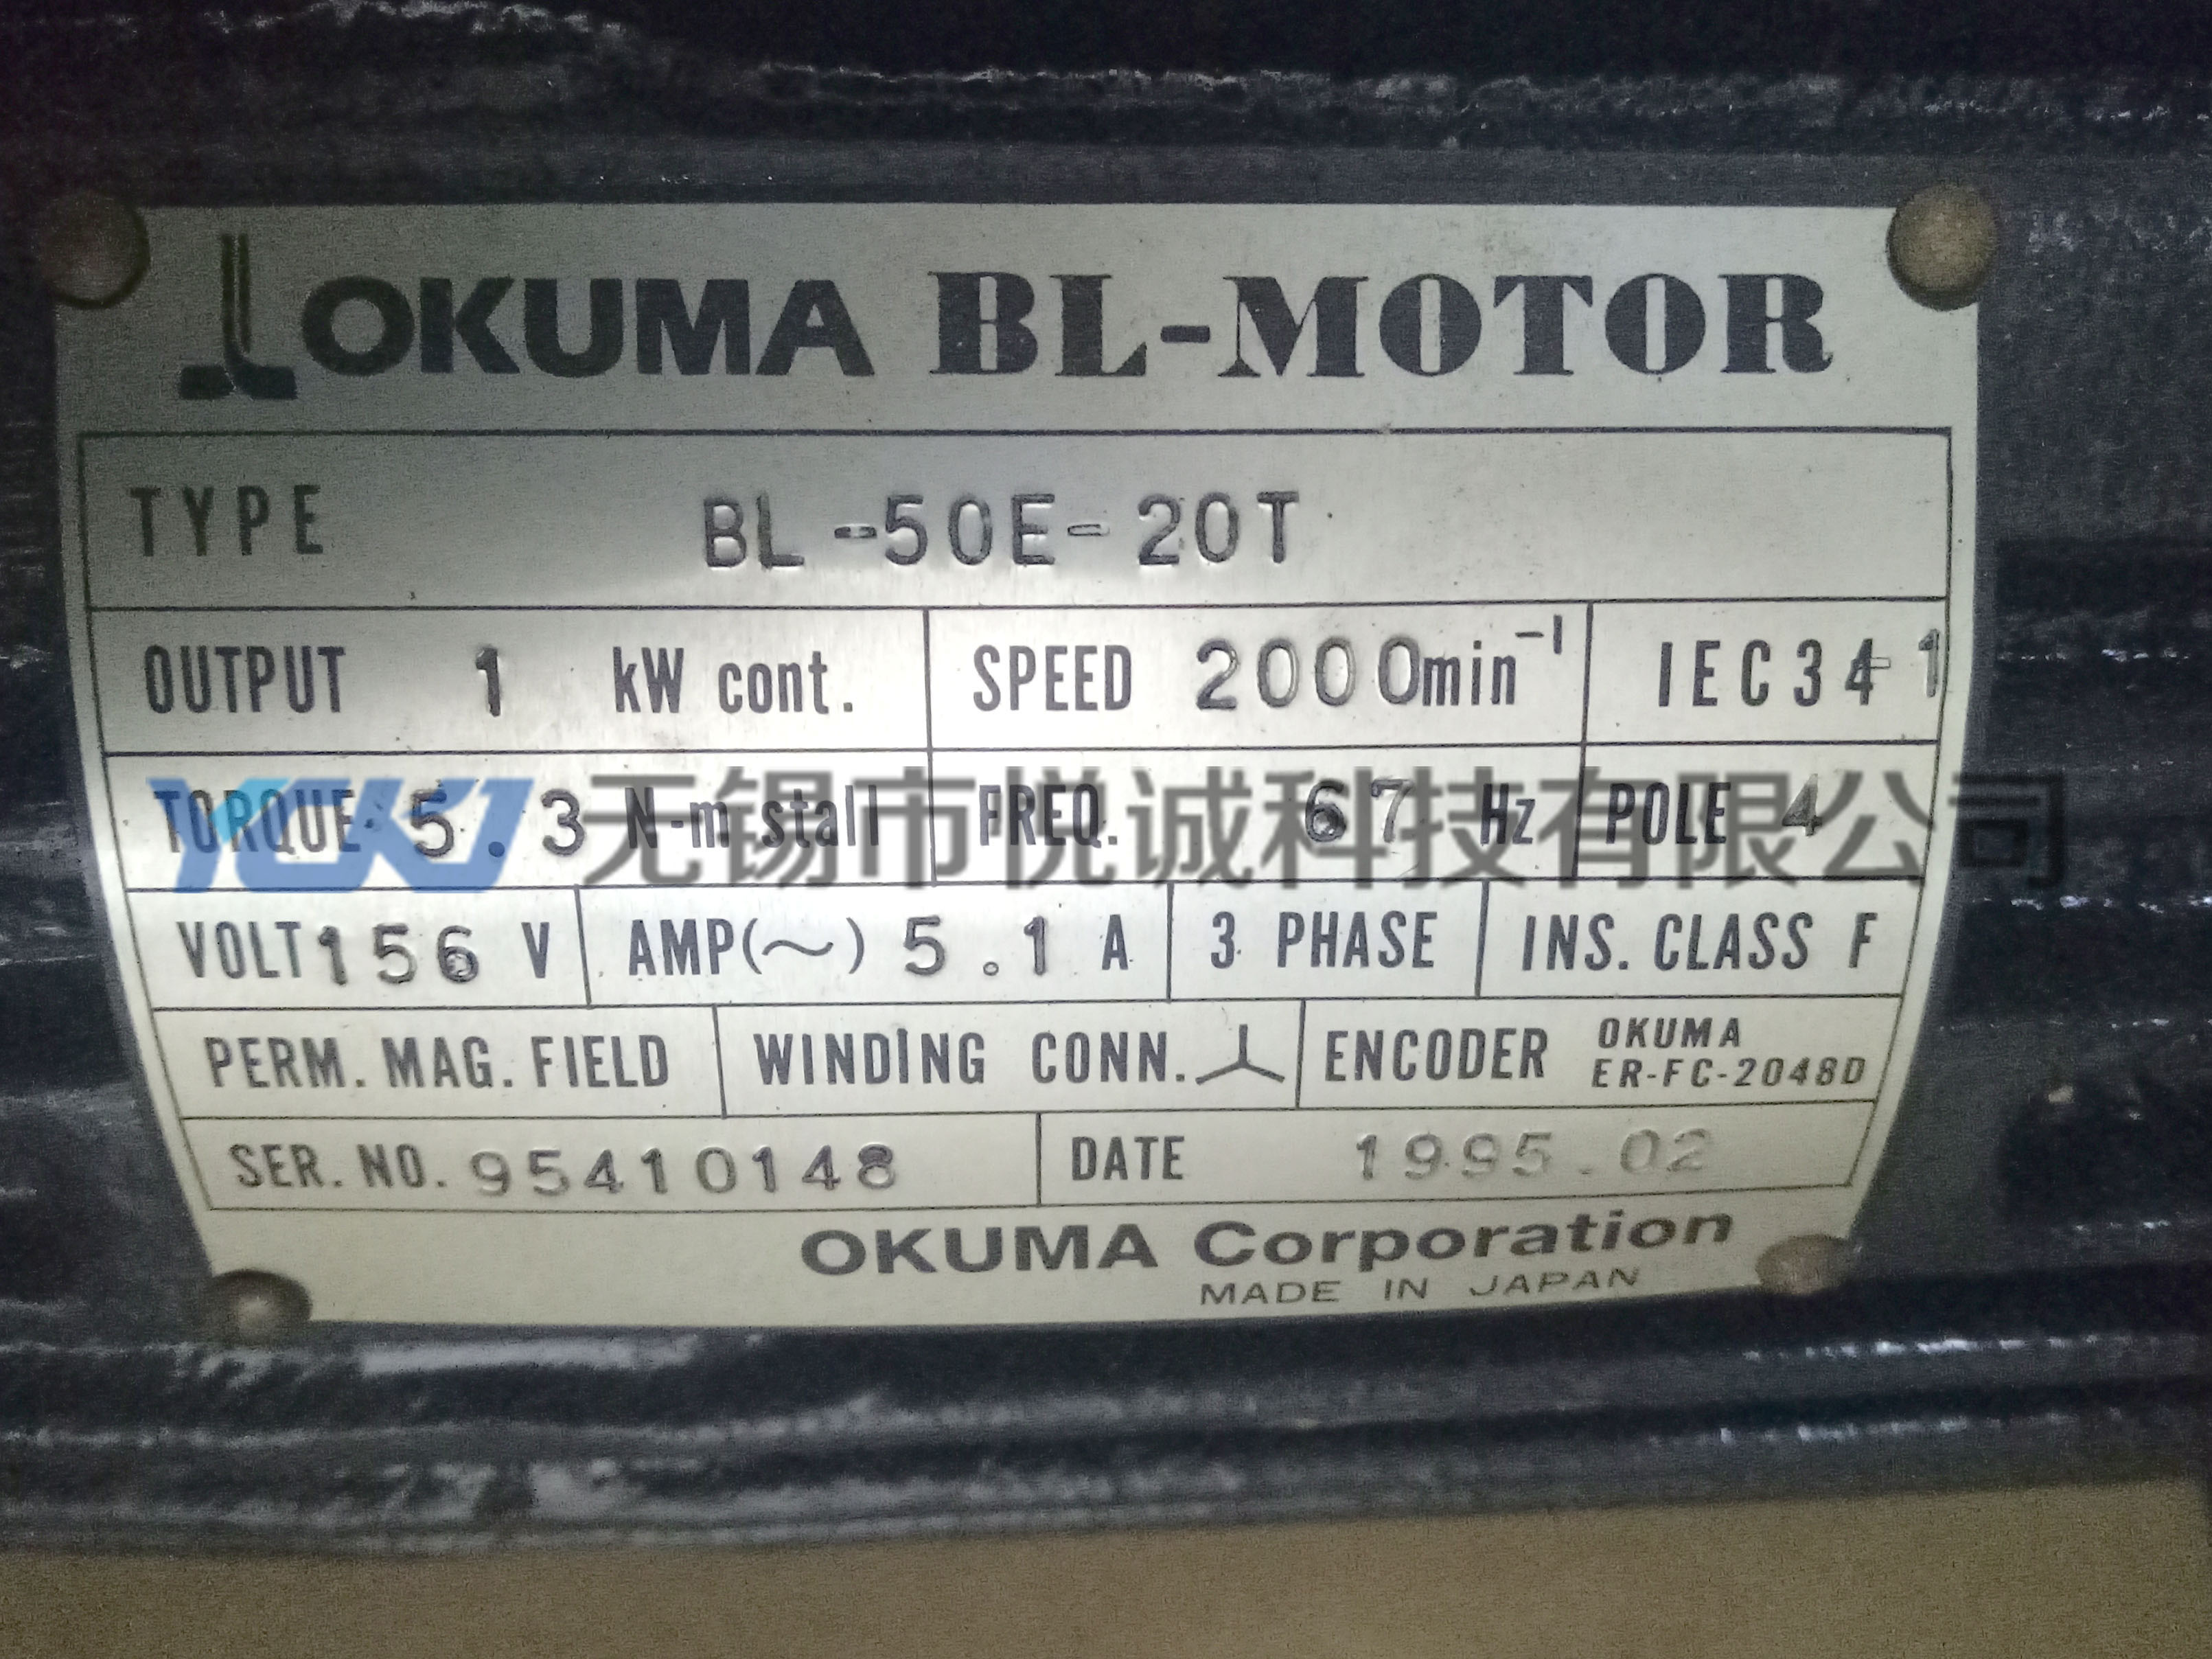 OKUMA BL-MOTOR
TYPE BL-50E-20T
OUTPUT 1 kW cont. SPEED 2000min⁻¹ IEC34-1
TORQUE 5.3 N-m stall FREQ. 67 Hz POLE 4
YCKJ 无锡市悦诚科技有限公司
VOLT 156 V AMP(~) 5.1 A 3 PHASE INS. CLASS F
PERM. MAG. FIELD WINDING CONN. ENCODER OKUMA
ER-FC-2048D
SER. NO. 95410148 DATE 1995.02
OKUMA Corporation
MADE IN JAPAN